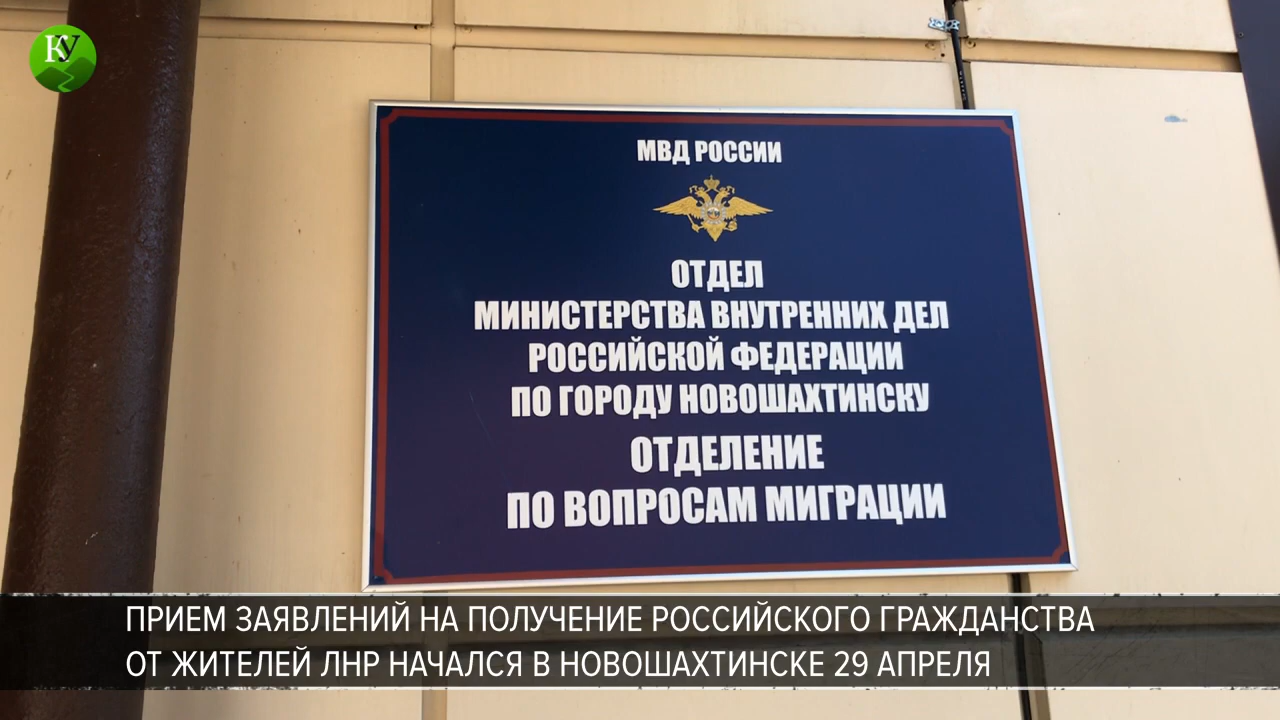 КУ
МВД РОССИИ
ОТДЕЛ
МИНИСТЕРСТВА ВНУТРЕННИХ ДЕЛ
РОССИЙСКОЙ ФЕДЕРАЦИИ
ПО ГОРОДУ НОВОШАХТИНСКУ
ОТДЕЛЕНИЕ
ПО ВОПРОСАМ МИГРАЦИИ
ПРИЕМ ЗАЯВЛЕНИЙ НА ПОЛУЧЕНИЕ РОССИЙСКОГО ГРАЖДАНСТВА
ОТ ЖИТЕЛЕЙ ЛНР НАЧАЛСЯ В НОВОШАХТИНСКЕ 29 АПРЕЛЯ